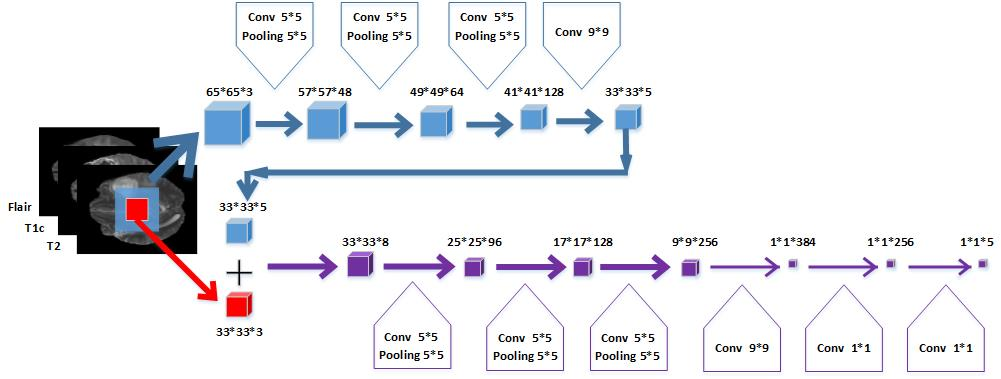 Conv 5*5
Pooling 5*5
Conv 5*5
Pooling 5*5
Conv 5*5
Pooling 5*5
Conv 9*9
65*65*3
57*57*48
49*49*64
41*41*128
33*33*5
Flair
T1c
T2
33*33*5
33*33*8
25*25*96
17*17*128
9*9*256
1*1*384
1*1*256
1*1*5
+
33*33*3
Conv 5*5
Pooling 5*5
Conv 5*5
Pooling 5*5
Conv 5*5
Pooling 5*5
Conv 9*9
Conv 1*1
Conv 1*1